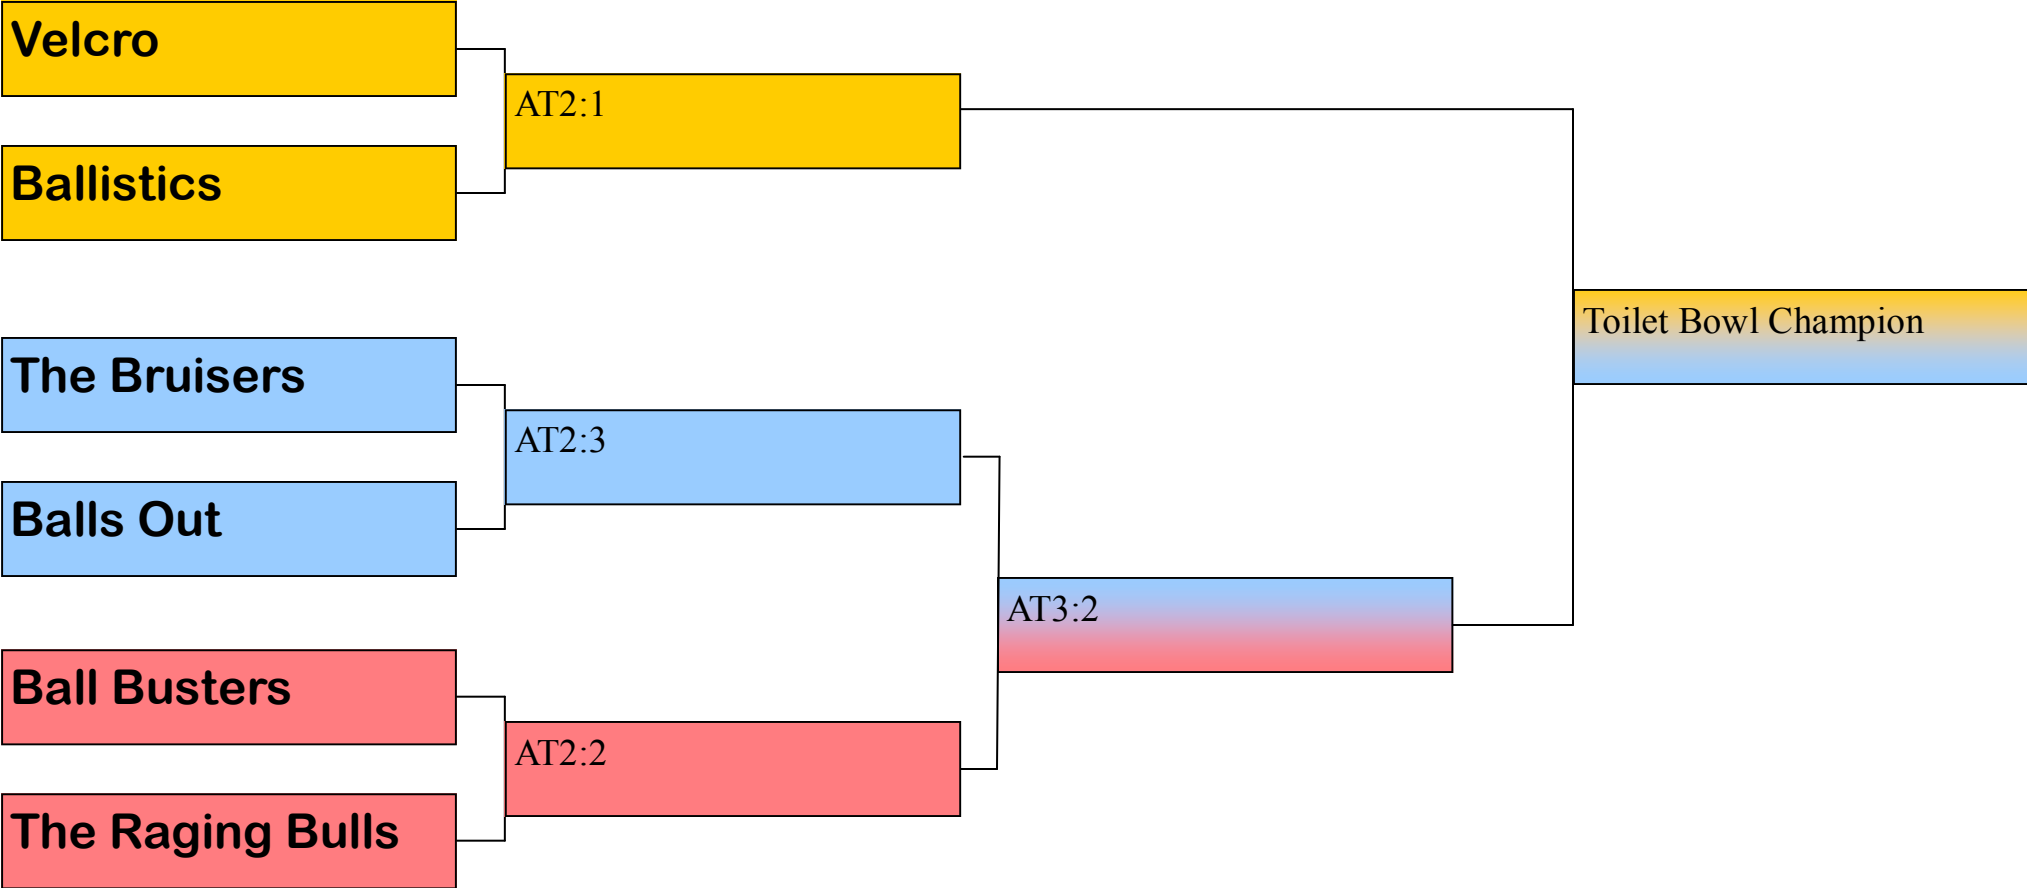 Velcro
AT2:1
Ballistics
Toilet Bowl Champion
The Bruisers
AT2:3
Balls Out
AT3:2
Ball Busters
AT2:2
The Raging Bulls